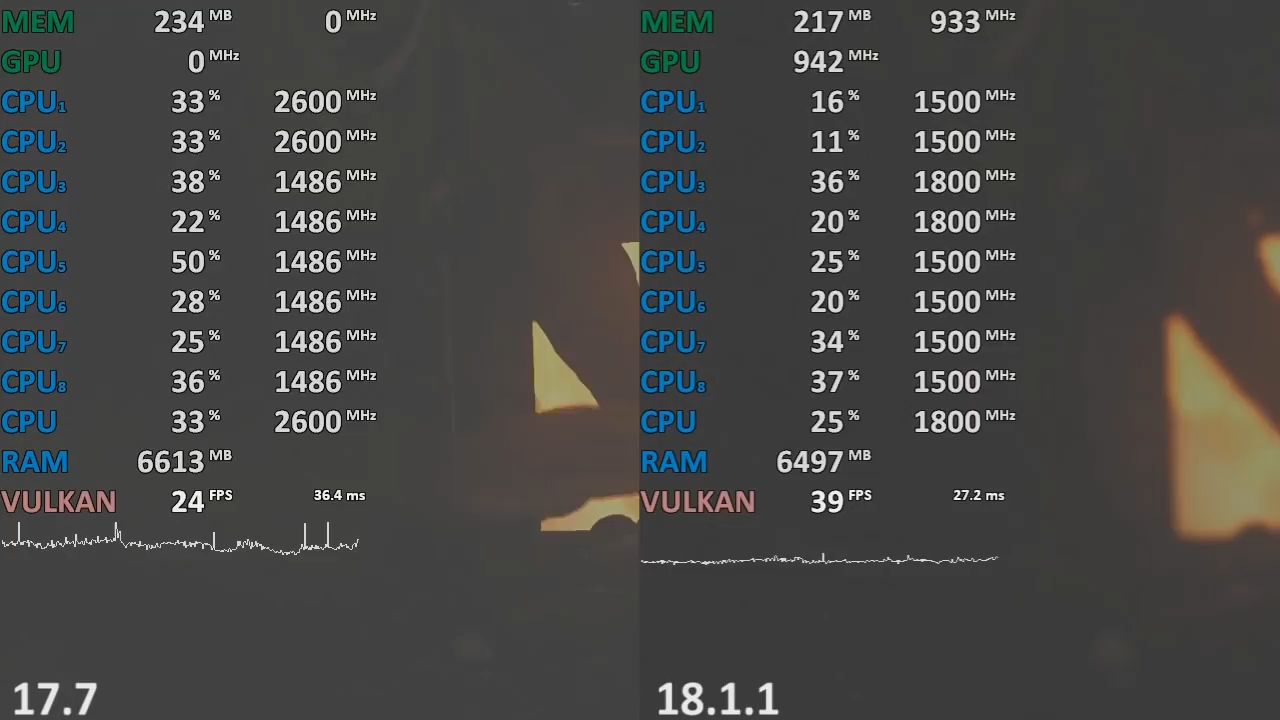 MEM 234 MB 0 MHz
GPU 0 MHz
CPU1 33 % 2600 MHz
CPU2 33 % 2600 MHz
CPU3 38 % 1486 MHz
CPU4 22 % 1486 MHz
CPU5 50 % 1486 MHz
CPU6 28 % 1486 MHz
CPU7 25 % 1486 MHz
CPU8 36 % 1486 MHz
CPU 33 % 2600 MHz
RAM 6613 MB
VULKAN 24 FPS 36.4 ms
17.7
MEM 217 MB 933 MHz
GPU 942 MHz
CPU1 16 % 1500 MHz
CPU2 11 % 1500 MHz
CPU3 36 % 1800 MHz
CPU4 20 % 1800 MHz
CPU5 25 % 1500 MHz
CPU6 20 % 1500 MHz
CPU7 34 % 1500 MHz
CPU8 37 % 1500 MHz
CPU 25 % 1800 MHz
RAM 6497 MB
VULKAN 39 FPS 27.2 ms
18.1.1